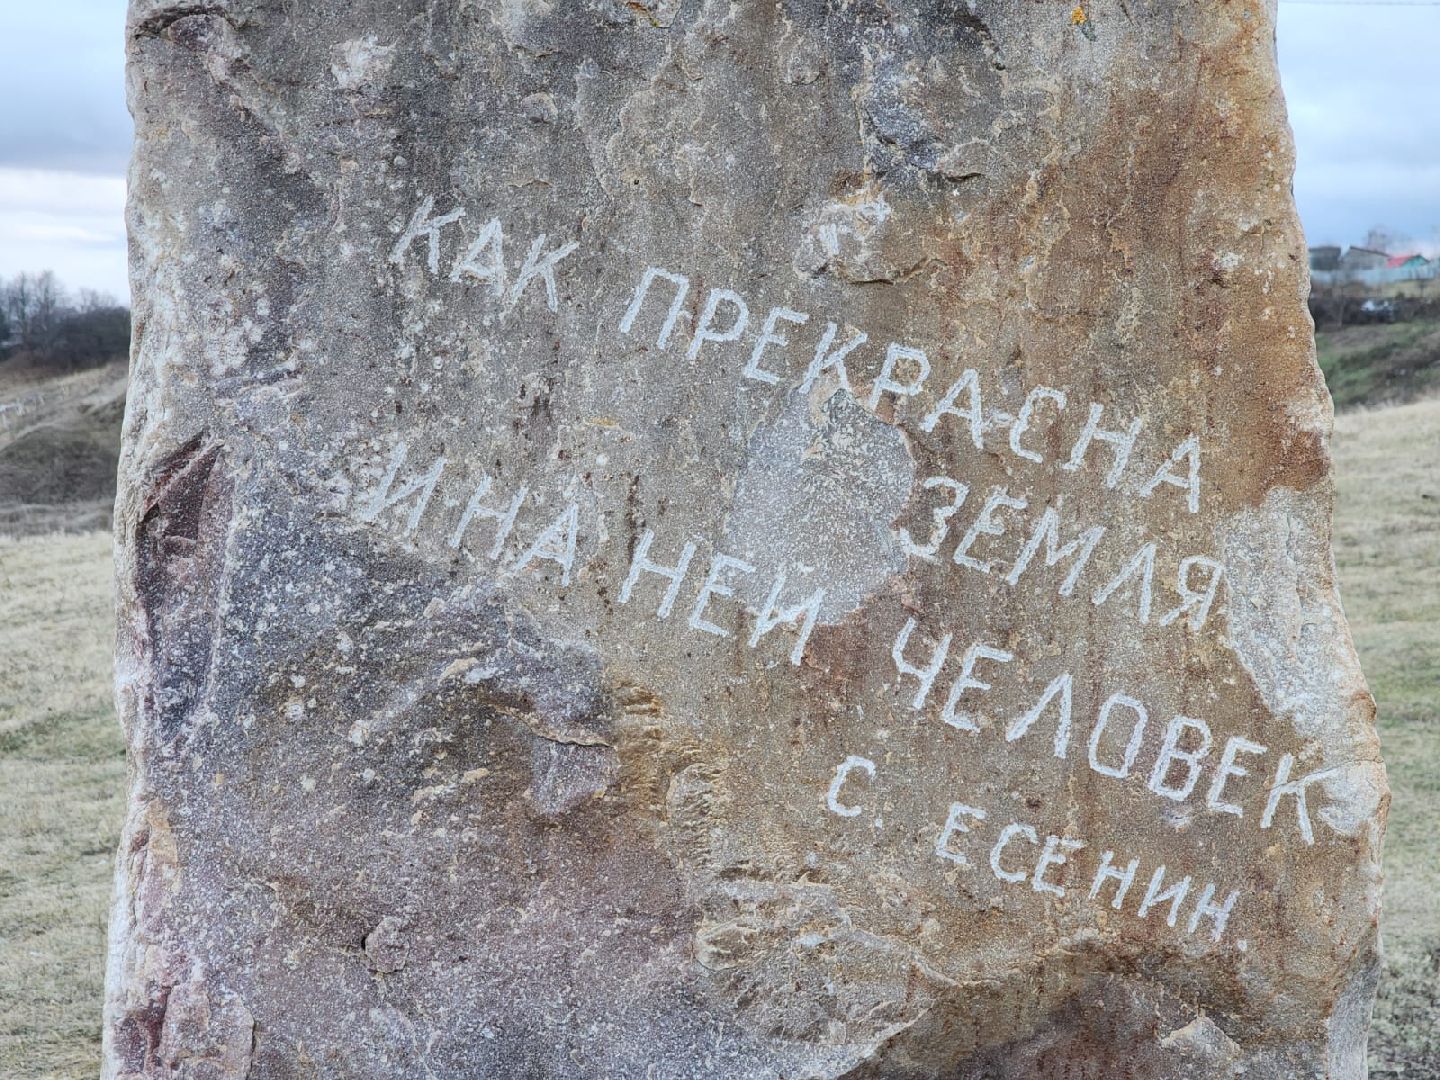 КАК ПРЕКРАСНА
ЗЕМЛЯ
И НА НЕЙ ЧЕЛОВЕК
С. ЕСЕНИН.